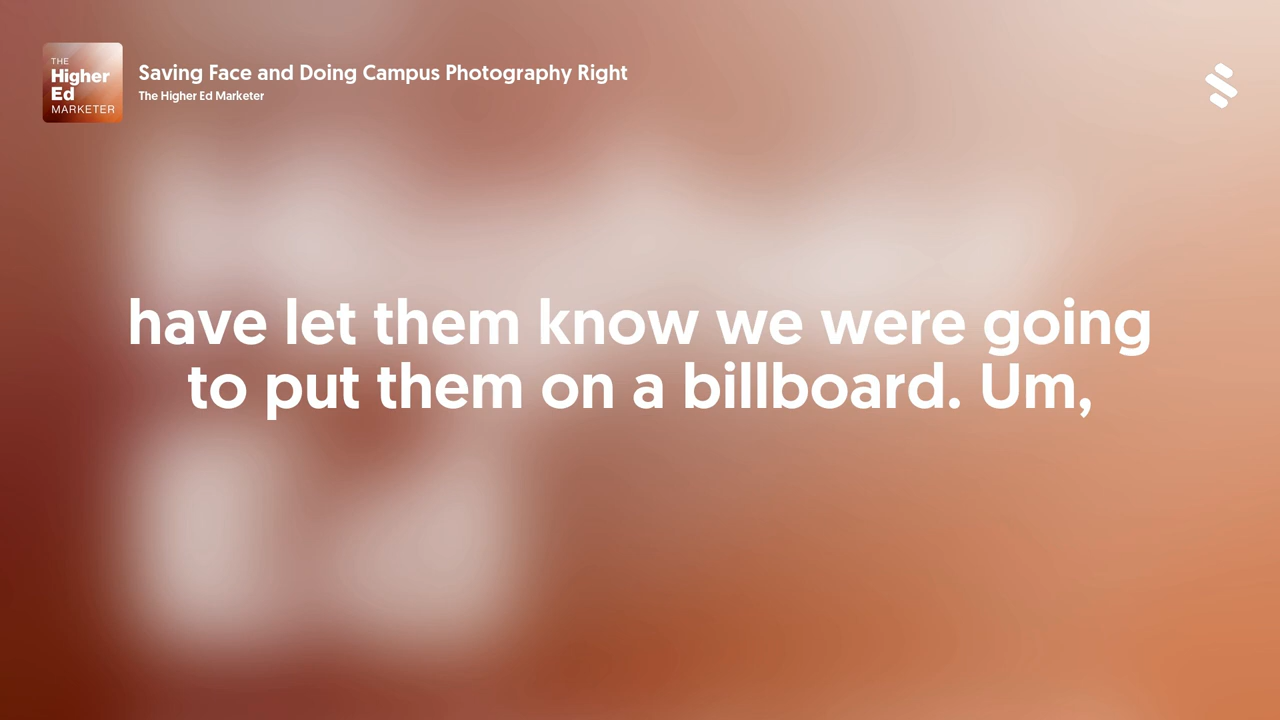 THE
Higher
Ed
MARKETER
Saving Face and Doing Campus Photography Right
The Higher Ed Marketer
have let them know we were going
to put them on a billboard. Um,